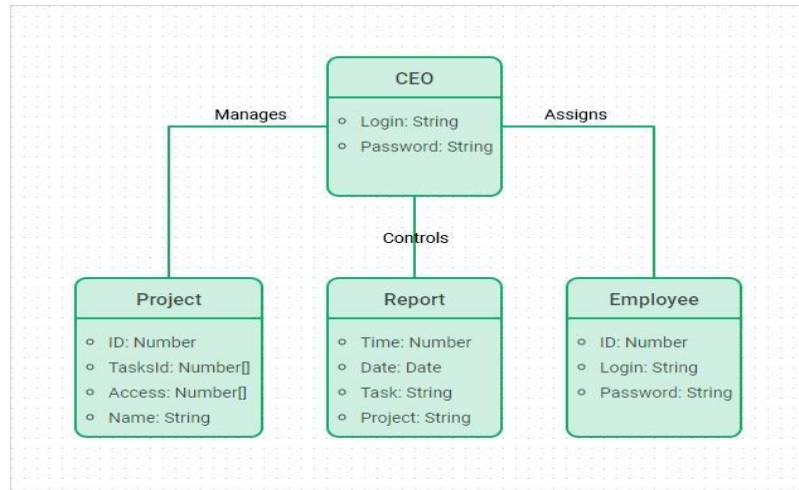 CEO
Login: String
Password: String
Manages
Assigns
Controls
Project
ID: Number
TasksId: Number[]
Access: Number[]
Name: String
Report
Time: Number
Date: Date
Task: String
Project: String
Employee
ID: Number
Login: String
Password: String